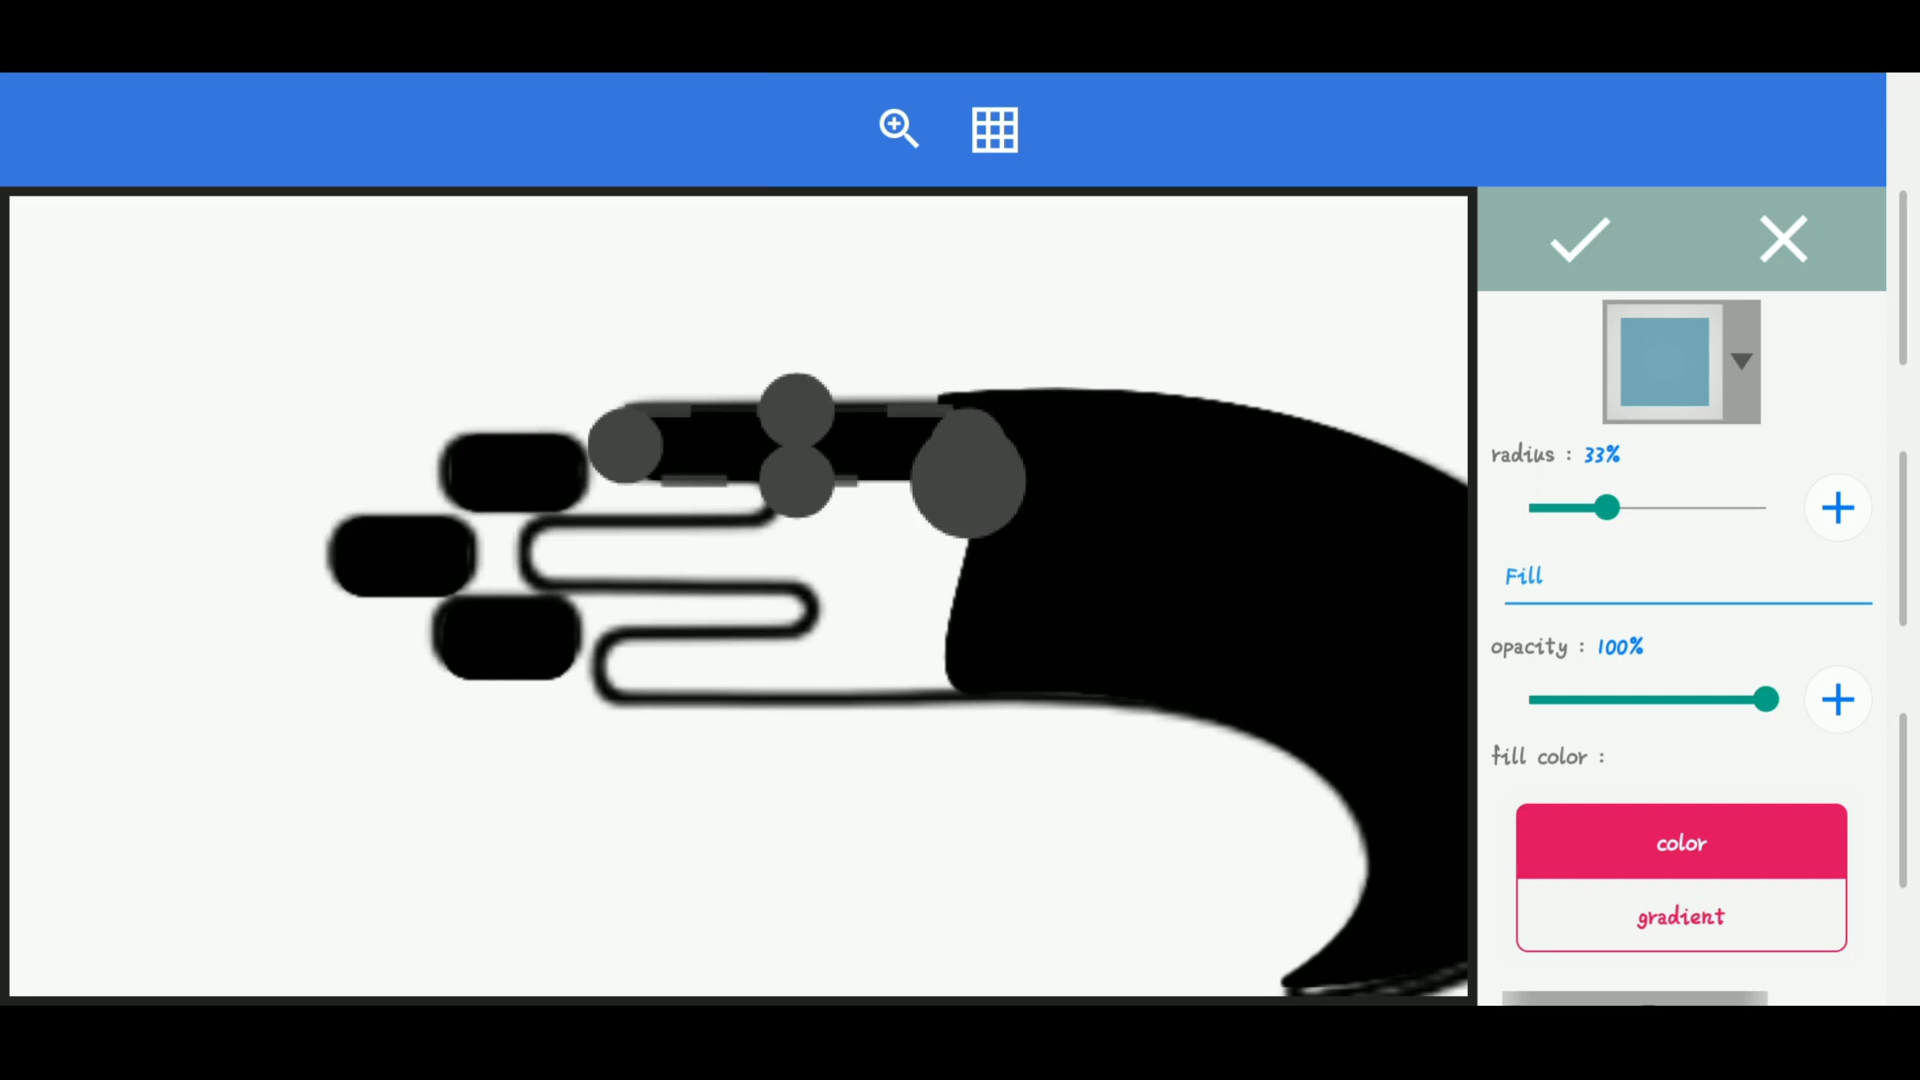 radius : 33%
Fill
opacity : 100%
fill color :
color
gradient